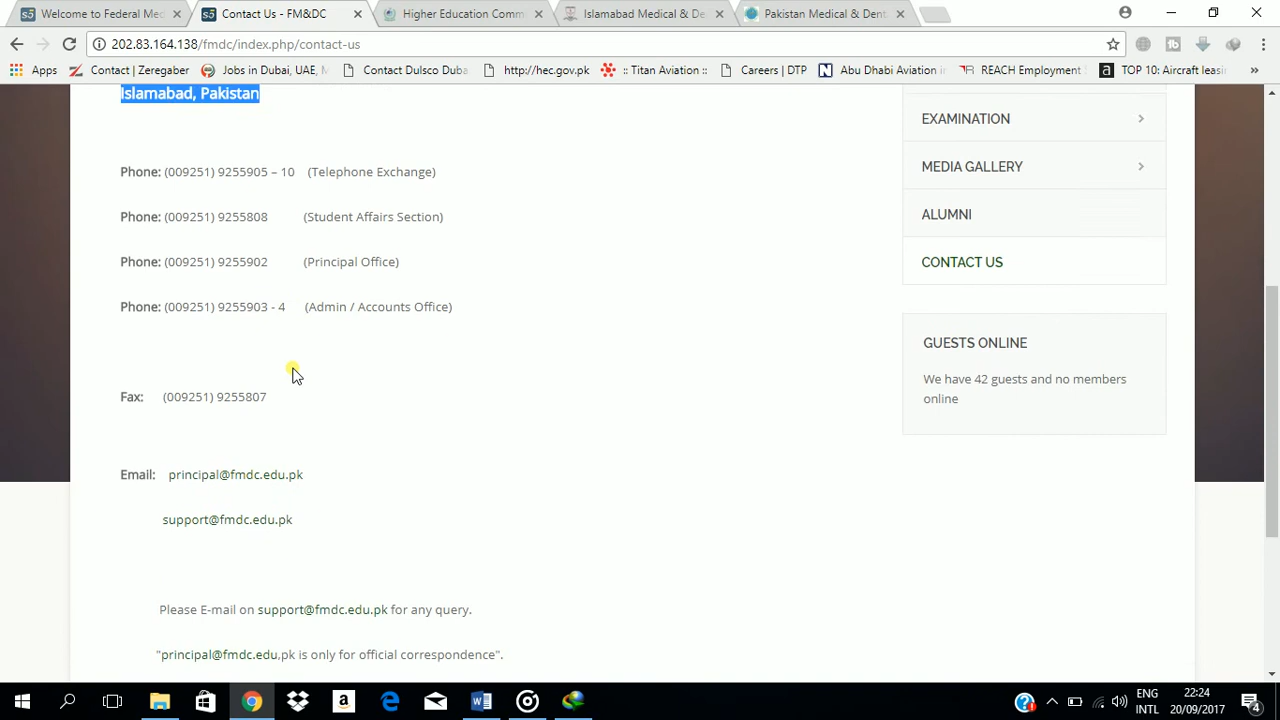 Welcome to Federal Med
Contact Us - FM&DC
Higher Education Comm
Islamabad Medical & De
Pakistan Medical & Dent
202.83.164.138/fmdc/index.php/contact-us
Apps
Contact | Zeregaber
Jobs in Dubai, UAE, M
Contact Dulsco Duba
http://hec.gov.pk
:: Titan Aviation ::
Careers | DTP
Abu Dhabi Aviation in
REACH Employment S
TOP 10: Aircraft leasin
Islamabad, Pakistan
Phone: (009251) 9255905 – 10 (Telephone Exchange)
Phone: (009251) 9255808 (Student Affairs Section)
Phone: (009251) 9255902 (Principal Office)
Phone: (009251) 9255903 - 4 (Admin / Accounts Office)
Fax: (009251) 9255807
Email: principal@fmdc.edu.pk
support@fmdc.edu.pk
Please E-mail on support@fmdc.edu.pk for any query.
"principal@fmdc.edu.pk is only for official correspondence".
EXAMINATION
MEDIA GALLERY
ALUMNI
CONTACT US
GUESTS ONLINE
We have 42 guests and no members
online
ENG
INTL
22:24
20/09/2017
4